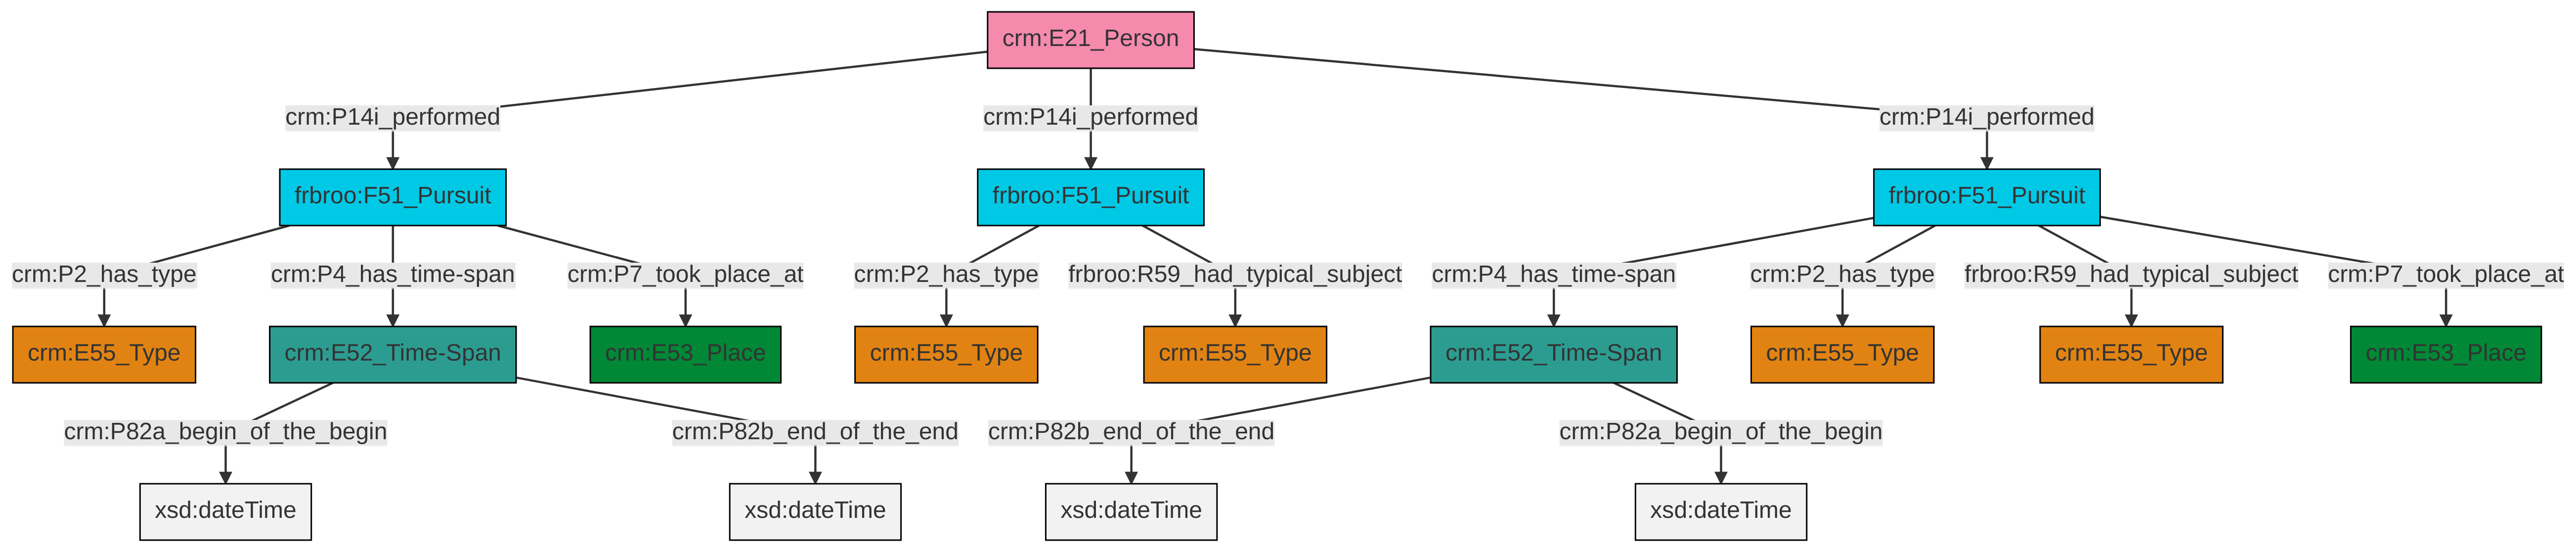 crm:E21_Person
crm:P14i_performed crm:P14i_performed crm:P14i_performed
frbroo:F51_Pursuit frbroo:F51_Pursuit frbroo:F51_Pursuit
crm:P2_has_type crm:P4_has_time-span crm:P7_took_place_at crm:P2_has_type frbroo:R59_had_typical_subject crm:P4_has_time-span crm:P2_has_type frbroo:R59_had_typical_subject crm:P7_took_place_at
crm:E55_Type crm:E52_Time-Span crm:E53_Place crm:E55_Type crm:E55_Type crm:E52_Time-Span crm:E55_Type crm:E55_Type crm:E53_Place
crm:P82a_begin_of_the_begin crm:P82b_end_of_the_end crm:P82b_end_of_the_end crm:P82a_begin_of_the_begin
xsd:dateTime xsd:dateTime xsd:dateTime xsd:dateTime